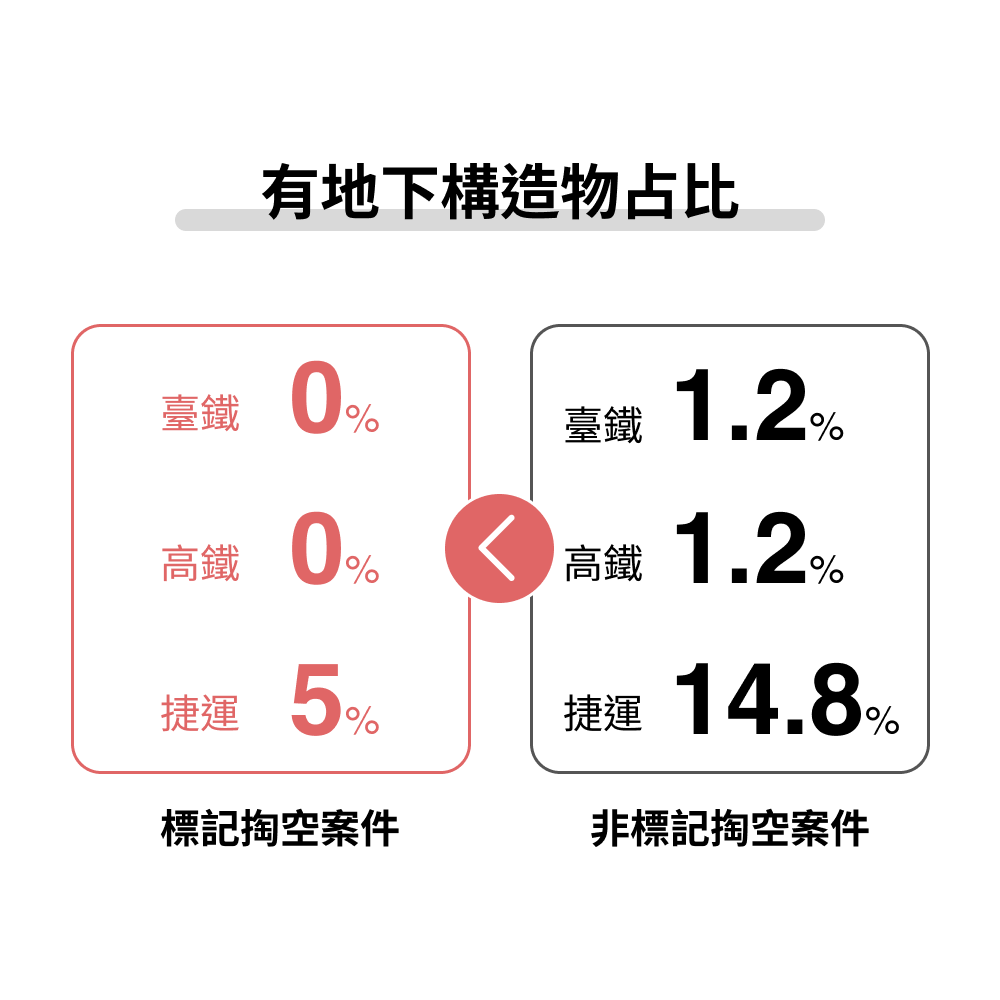 有地下構造物占比
臺鐵 0%
高鐵 0%
捷運 5%
標記掏空案件
臺鐵 1.2%
高鐵 1.2%
捷運 14.8%
非標記掏空案件